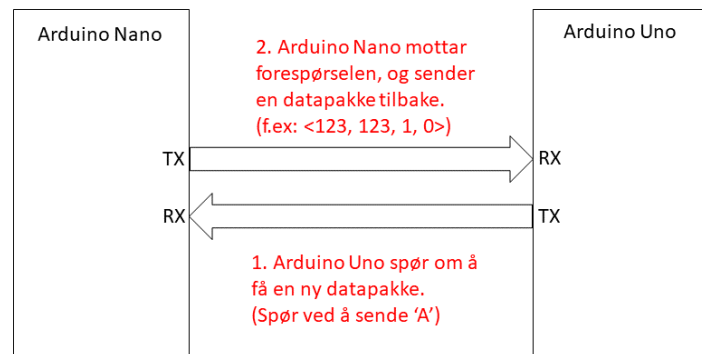 Arduino Nano
Arduino Uno
2. Arduino Nano mottar
forespørselen, og sender
en datapakke tilbake.
(f.ex: <123, 123, 1, 0>)
TX
RX
RX
TX
1. Arduino Uno spør om å
få en ny datapakke.
(Spør ved å sende ‘A’)